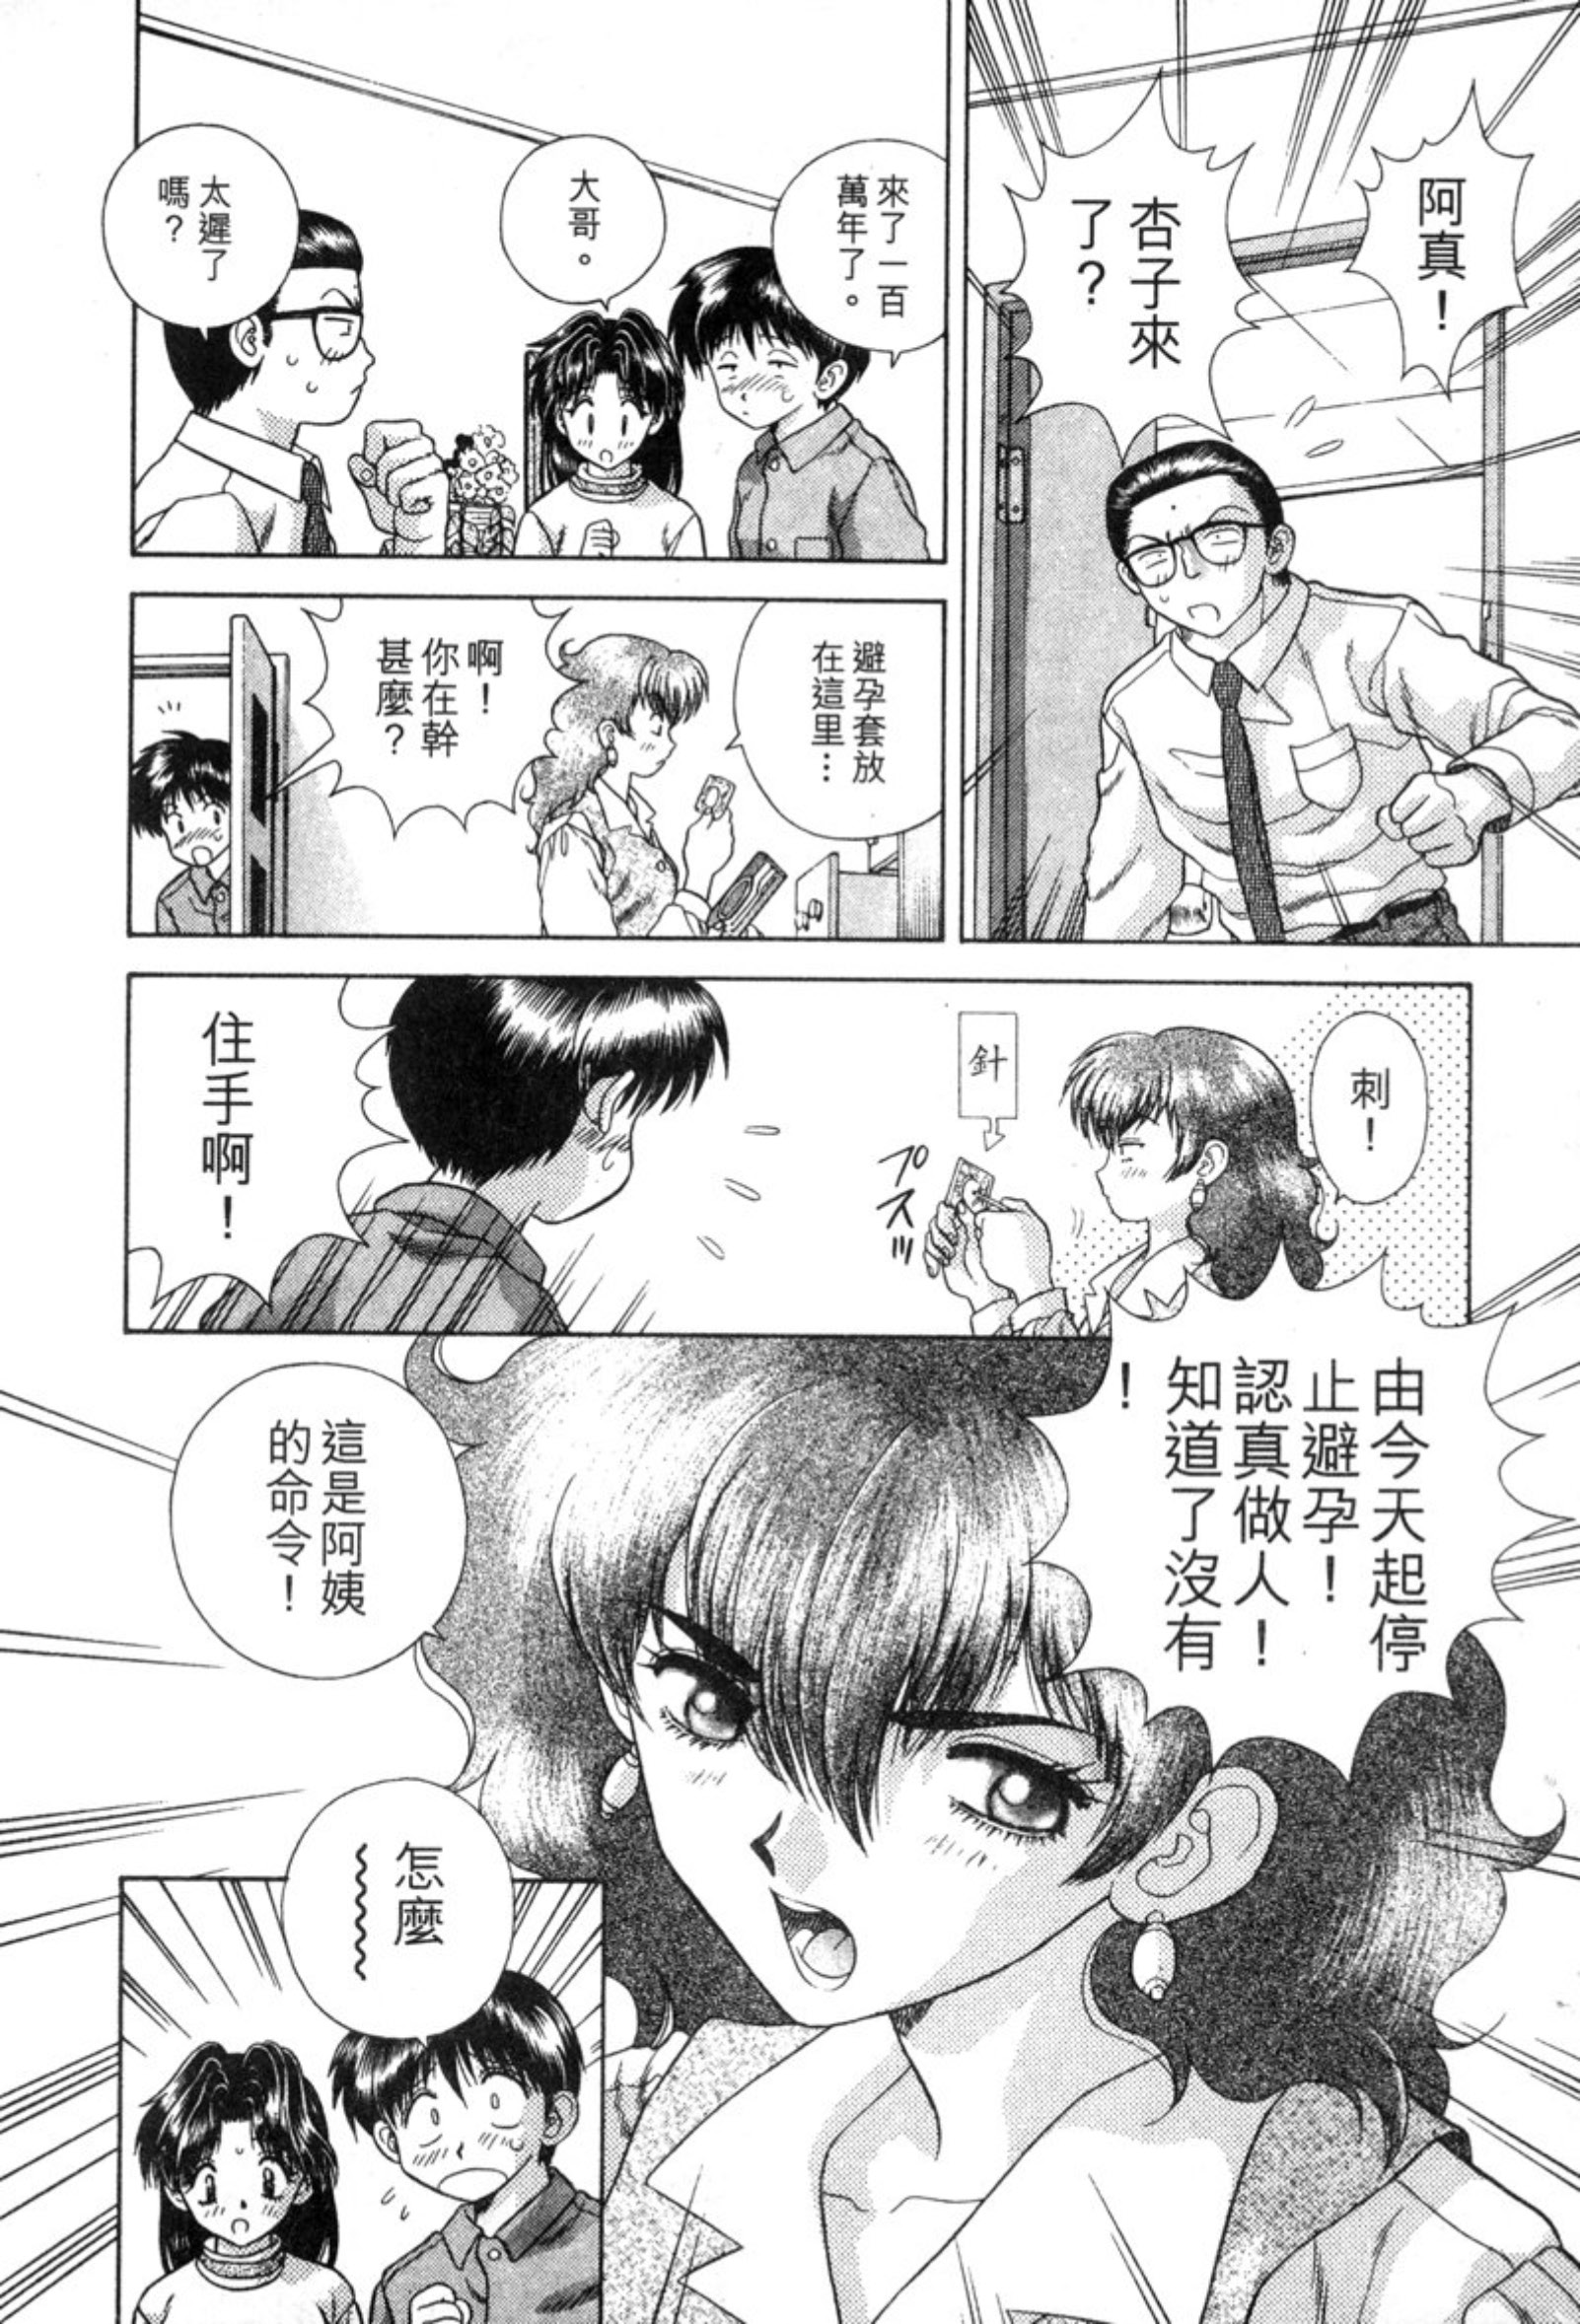 阿真！
杏子來
了？
來了一百
萬年了。
大哥。
太遲了
嗎？
避孕套放
在這里…
啊！
你在幹
甚麼？
刺！
針
プスッ
住手啊！
由今天起停
止避孕！
認真做人！
知道了沒有
！
這是阿姨
的命令！
怎麼